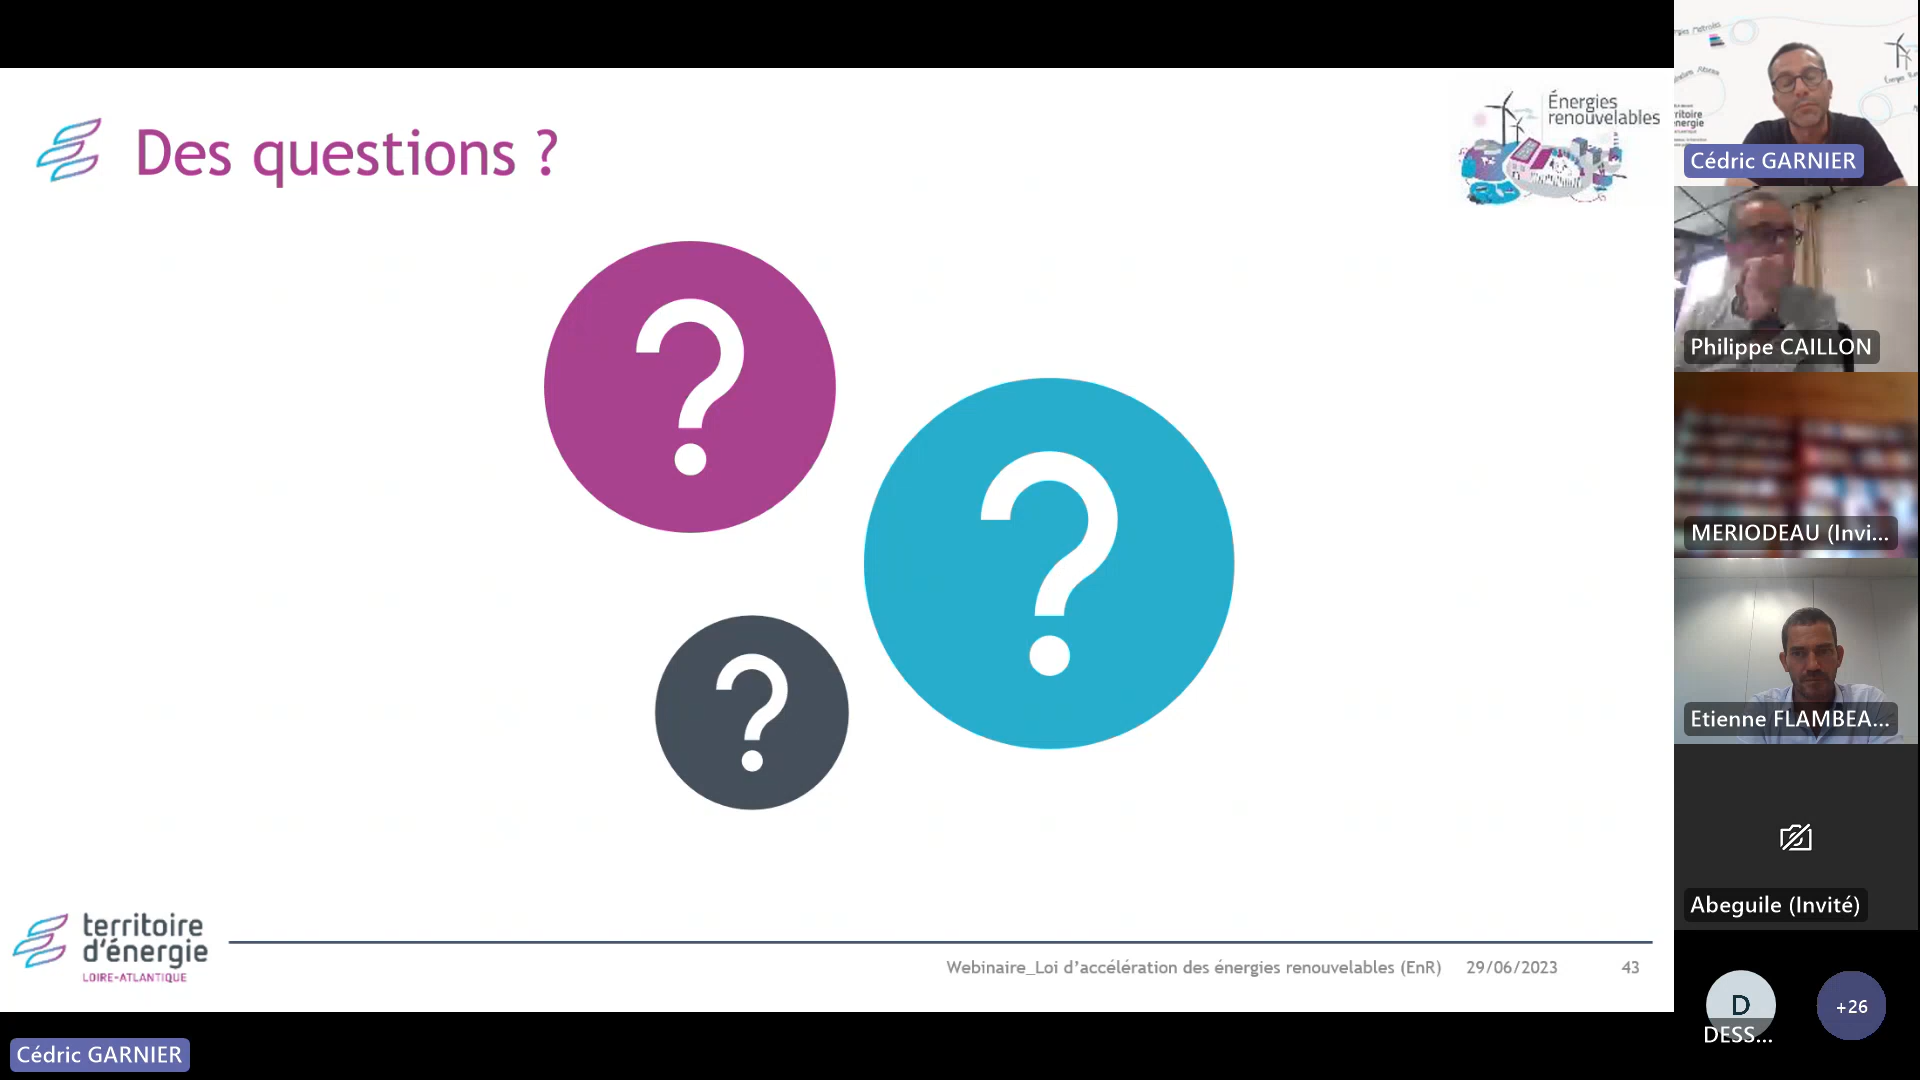 Des questions ?
Énergies
renouvelables
?
?
?
territoire
d'énergie
LOIRE-ATLANTIQUE
Webinaire_Loi d'accélération des énergies renouvelables (EnR) 29/06/2023 43
Cédric GARNIER
Cédric GARNIER
Philippe CAILLON
MERIODEAU (Invi...
Etienne FLAMBEA...
Abeguile (Invité)
D
DESS...
+26